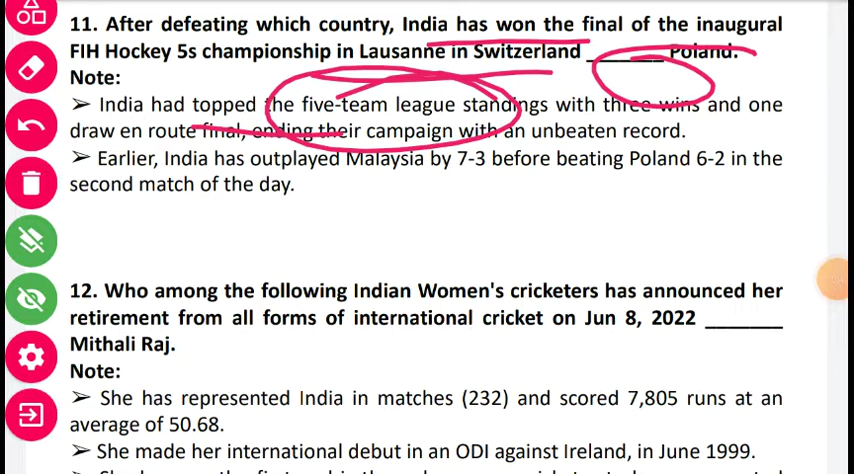 11. After defeating which country, India has won the final of the inaugural
FIH Hockey 5s championship in Lausanne in Switzerland _______ Poland.
Note:
➢ India had topped the five-team league standings with three wins and one
draw en route final, ending their campaign with an unbeaten record.
➢ Earlier, India has outplayed Malaysia by 7-3 before beating Poland 6-2 in the
second match of the day.
12. Who among the following Indian Women's cricketers has announced her
retirement from all forms of international cricket on Jun 8, 2022 _______
Mithali Raj.
Note:
➢ She has represented India in matches (232) and scored 7,805 runs at an
average of 50.68.
➢ She made her international debut in an ODI against Ireland, in June 1999.